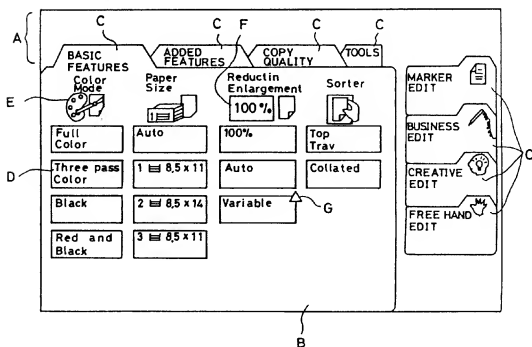 C
C
F
C
C
A
BASIC
FEATURES
ADDED
FEATURES
COPY
QUALITY
TOOLS
Color
Mode
Paper
Size
Reductin
Enlargement
Sorter
E
100 %
MARKER
EDIT
Full
Color
Auto
100%
Top
Trav
BUSINESS
EDIT
C
D
Three pass
Color
1 8,5 x 11
Auto
Collated
CREATIVE
EDIT
Black
2 8,5 x 14
Variable
G
FREE HAND
EDIT
Red and
Black
3 8,5 x 11
B